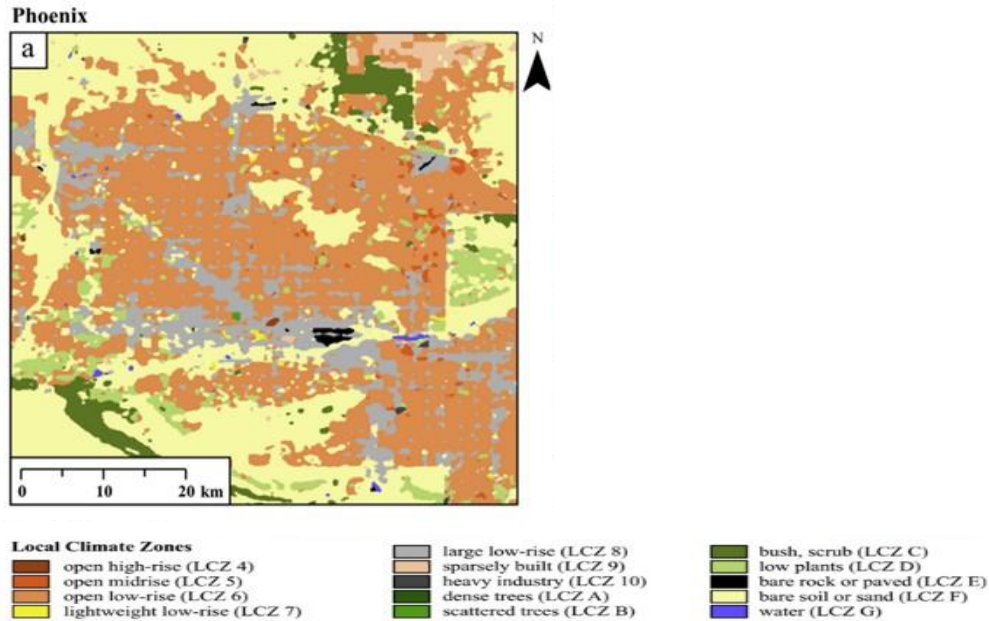 Phoenix
a
N
0 10 20 km
Local Climate Zones
open high-rise (LCZ 4)
open midrise (LCZ 5)
open low-rise (LCZ 6)
lightweight low-rise (LCZ 7)
large low-rise (LCZ 8)
sparsely built (LCZ 9)
heavy industry (LCZ 10)
dense trees (LCZ A)
scattered trees (LCZ B)
bush, scrub (LCZ C)
low plants (LCZ D)
bare rock or paved (LCZ E)
bare soil or sand (LCZ F)
water (LCZ G)